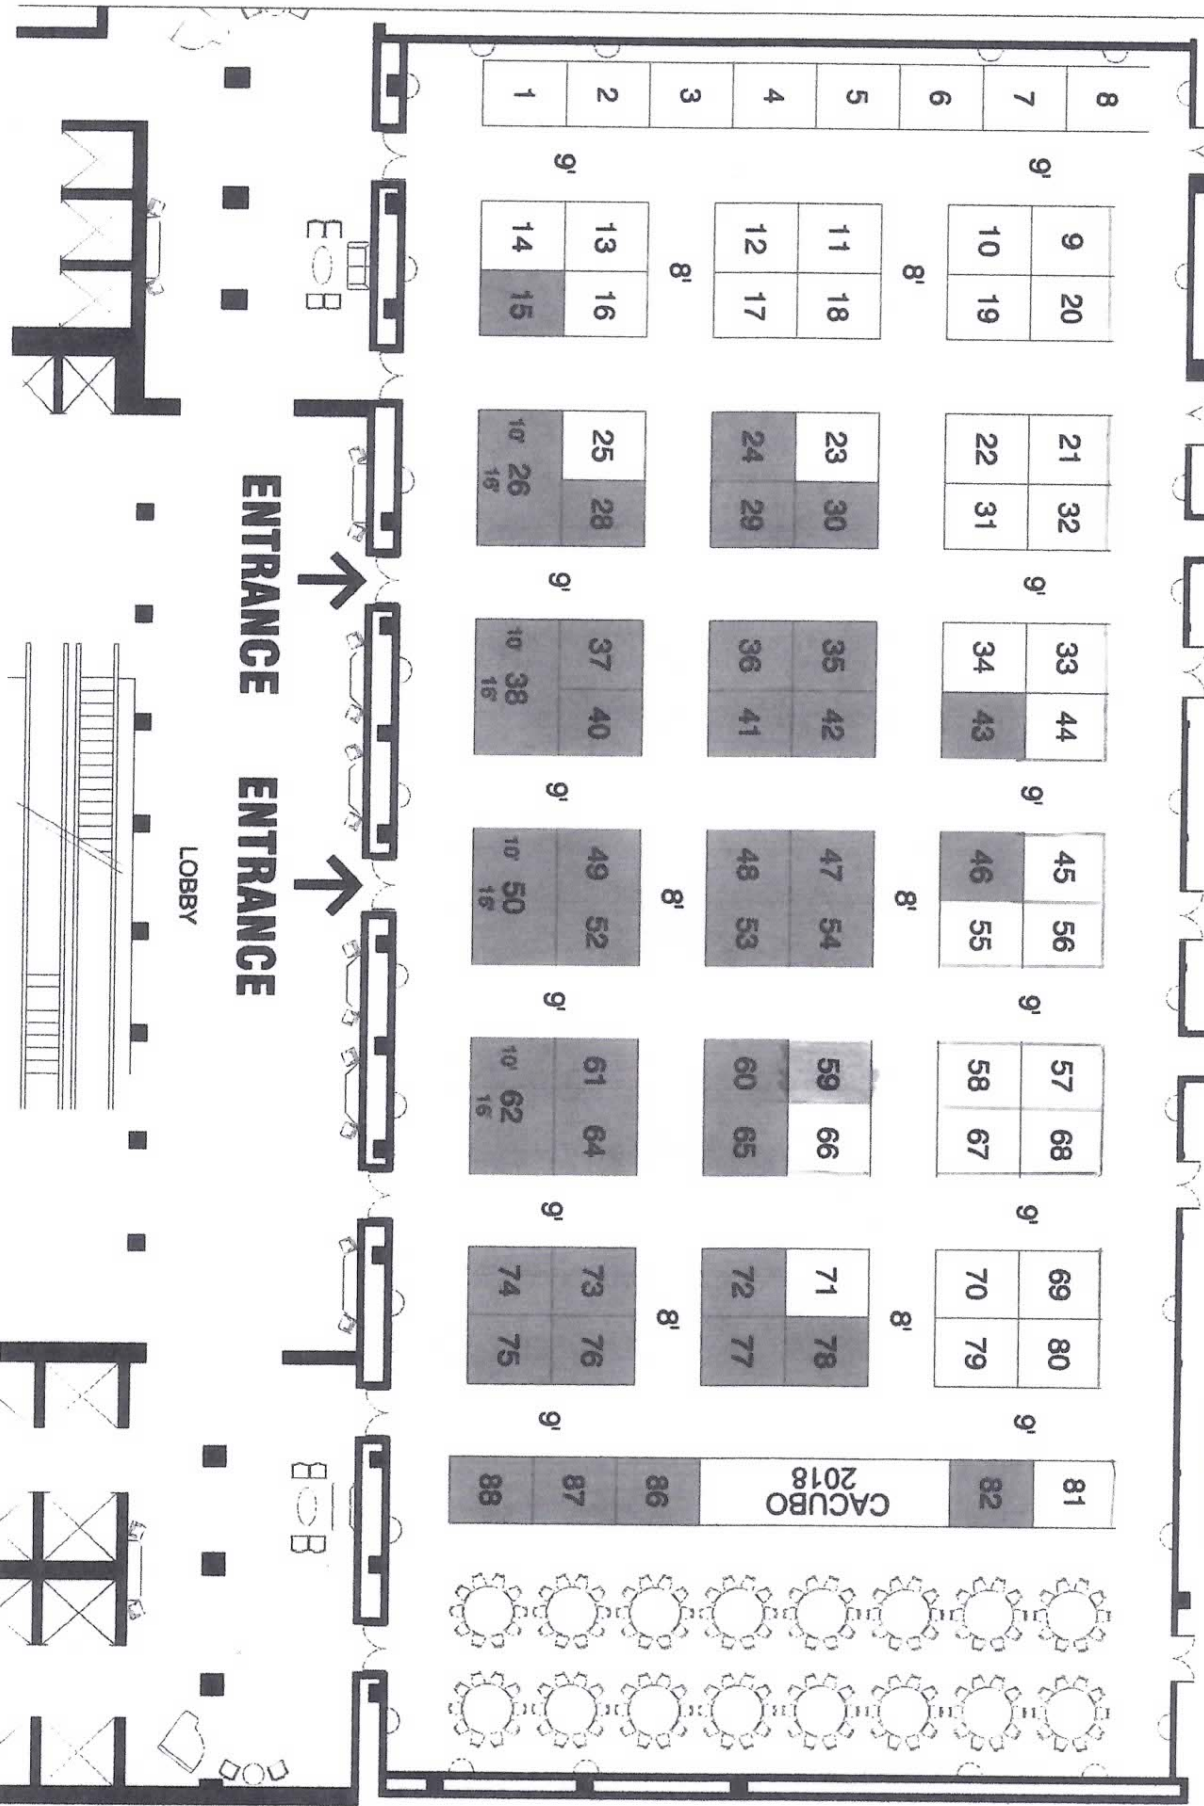 8 9 20 21 32 33 44 45 56 57 68 69 80 81
9' 9' 9' 9' 9' 9'
7 10 19 22 31 34 43 46 55 58 67 70 79 82
6 8' 8' 8'
5 11 18 23 30 35 42 47 54 59 66 71 78 CACUBO
4 12 17 24 29 36 41 48 53 60 65 72 77 2018
3 8' 8' 8' 86
2 13 16 25 28 37 40 49 52 61 64 73 76 87
9' 9' 9' 9' 9' 9'
1 14 15 10' 26 10' 38 10' 50 10' 62 74 75 88
16' 16' 16' 16'
ENTRANCE ENTRANCE
LOBBY